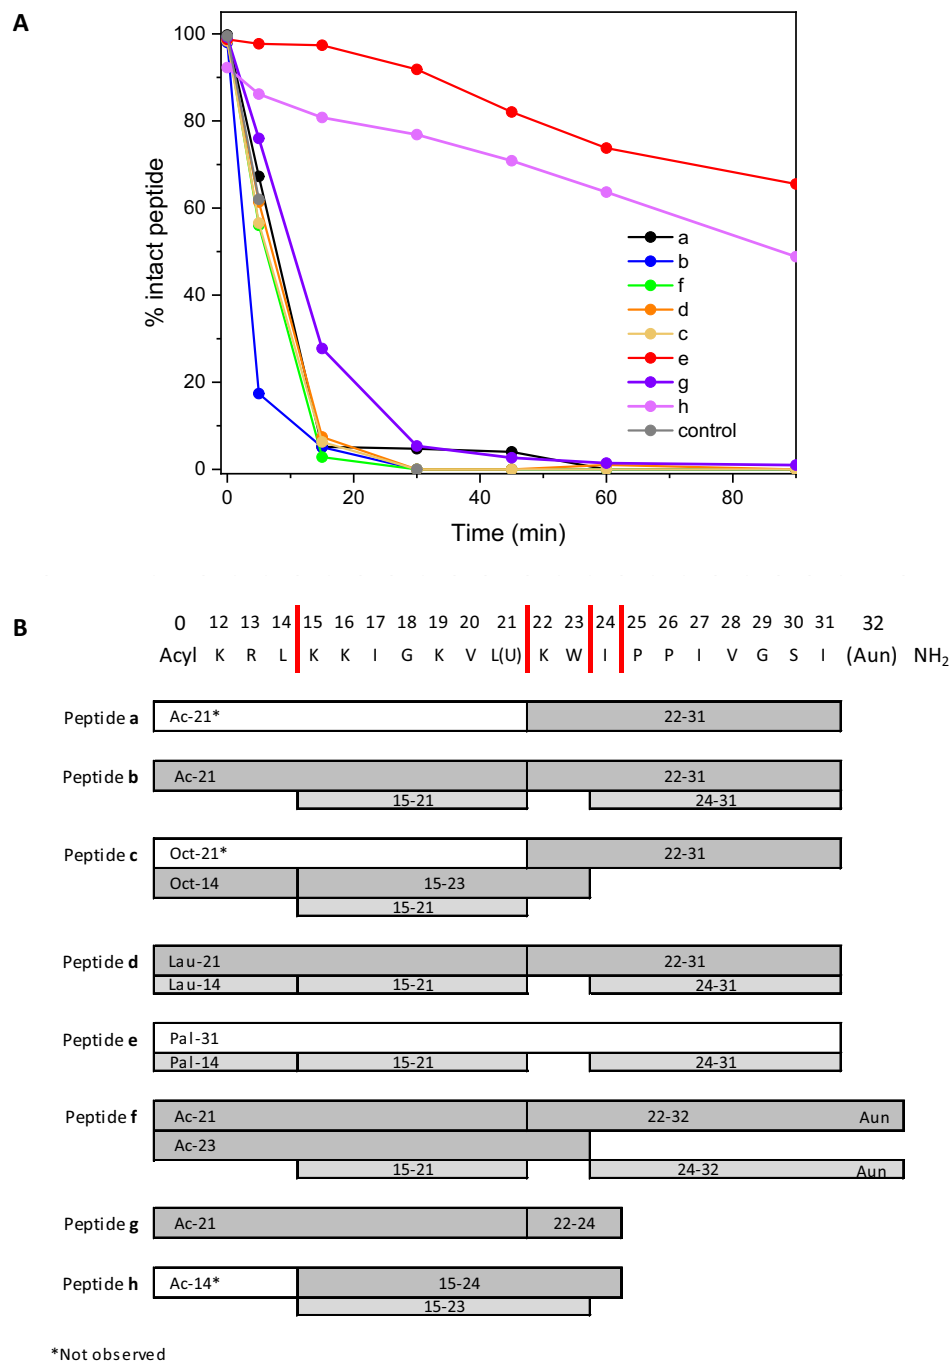 A
100
80
60
40
20
0
% intact peptide
a
b
f
d
c
e
g
h
control
0 20 40 60 80
Time (min)
B
0 12 13 14 15 16 17 18 19 20 21 22 23 24 25 26 27 28 29 30 31 32
Acyl K R L K K I G K V L(U) K W I P P I V G S I (Aun) NH2
Peptide a Ac-21* 22-31
Peptide b Ac-21 22-31
15-21 24-31
Peptide c Oct-21* 22-31
Oct-14 15-23
15-21
Peptide d Lau-21 22-31
Lau-14 15-21 24-31
Peptide e Pal-31
Pal-14 15-21 24-31
Peptide f Ac-21 22-32 Aun
Ac-23
15-21 24-32 Aun
Peptide g Ac-21 22-24
Peptide h Ac-14* 15-24
15-23
*Not observed